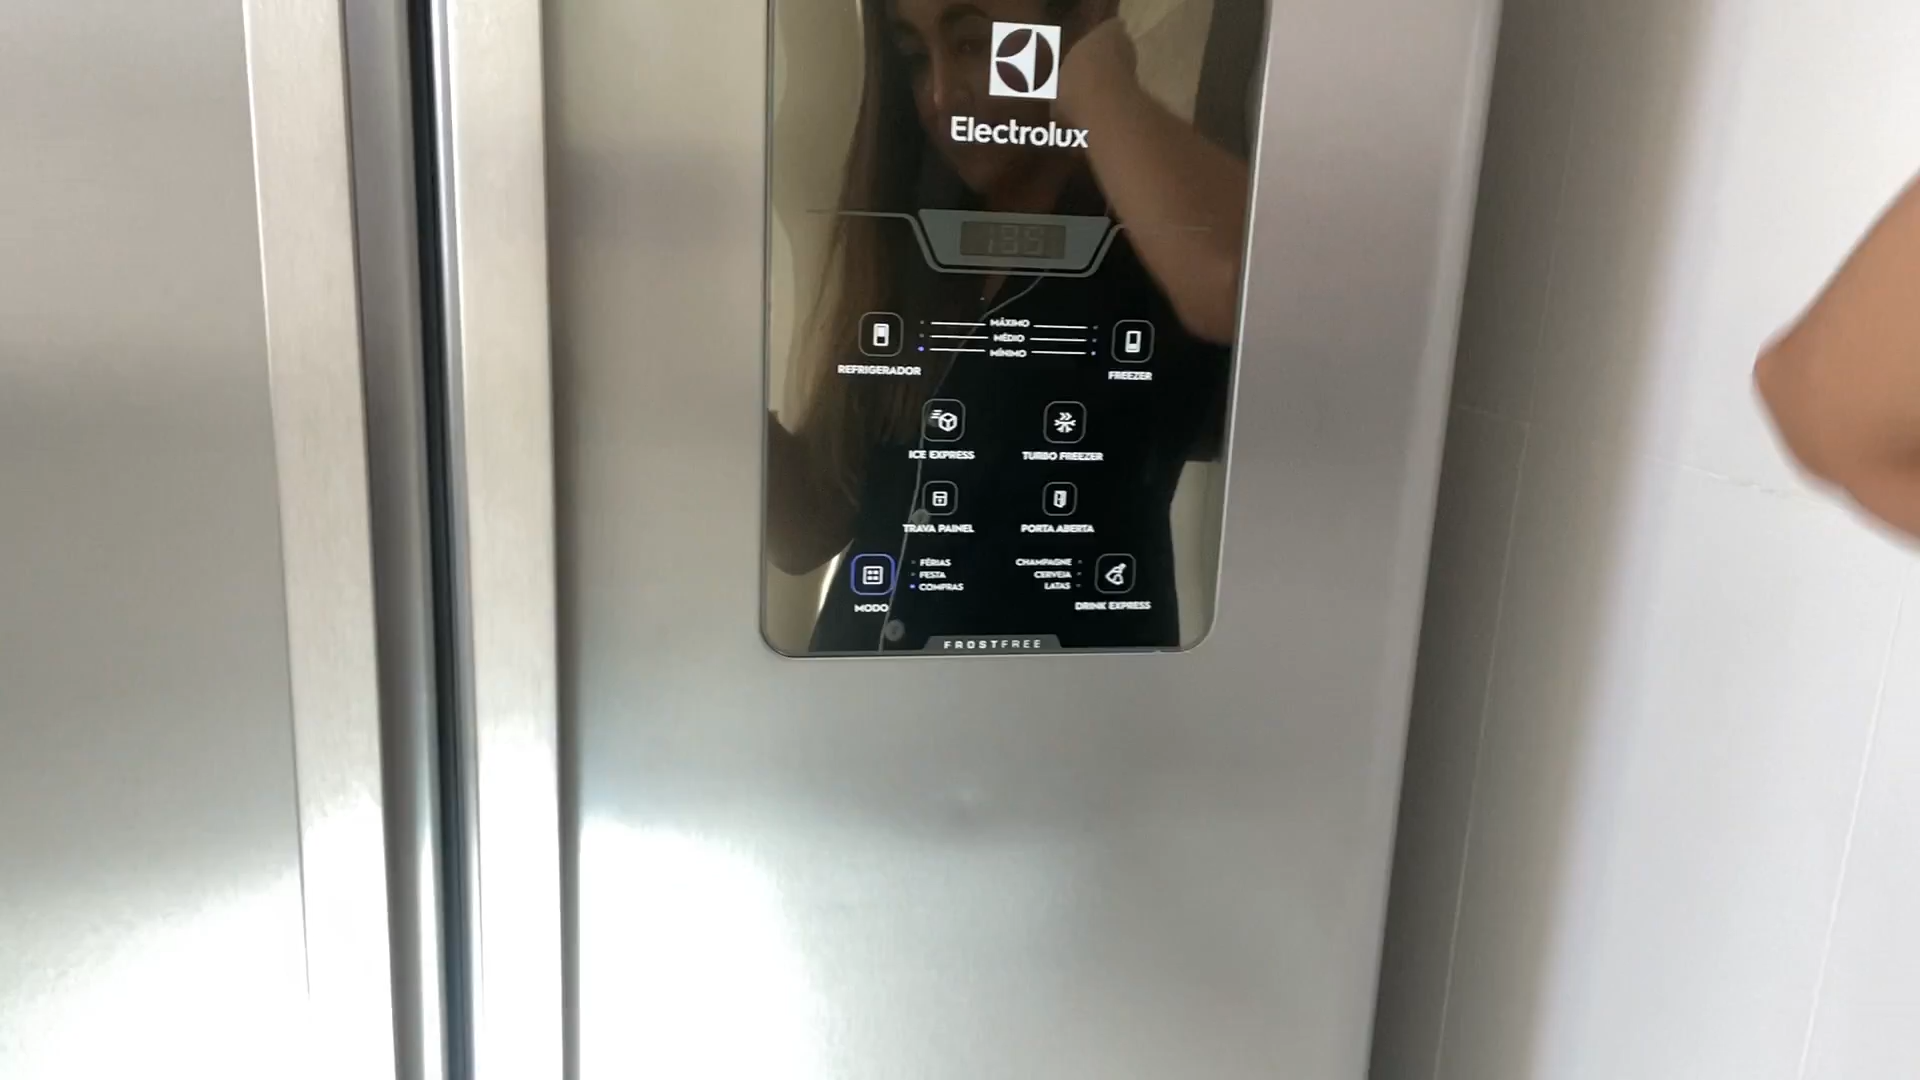 Electrolux
MÁXIMO
MÉDIO
MÍNIMO
REFRIGERADOR
FREEZER
ICE EXPRESS
TURBO FREEZER
TRAVA PAINEL
PORTA ABERTA
FÉRIAS
FESTA
COMPRAS
MODO
CHAMPAGNE
CERVEJA
LATAS
DRINK EXPRESS
FROSTFREE